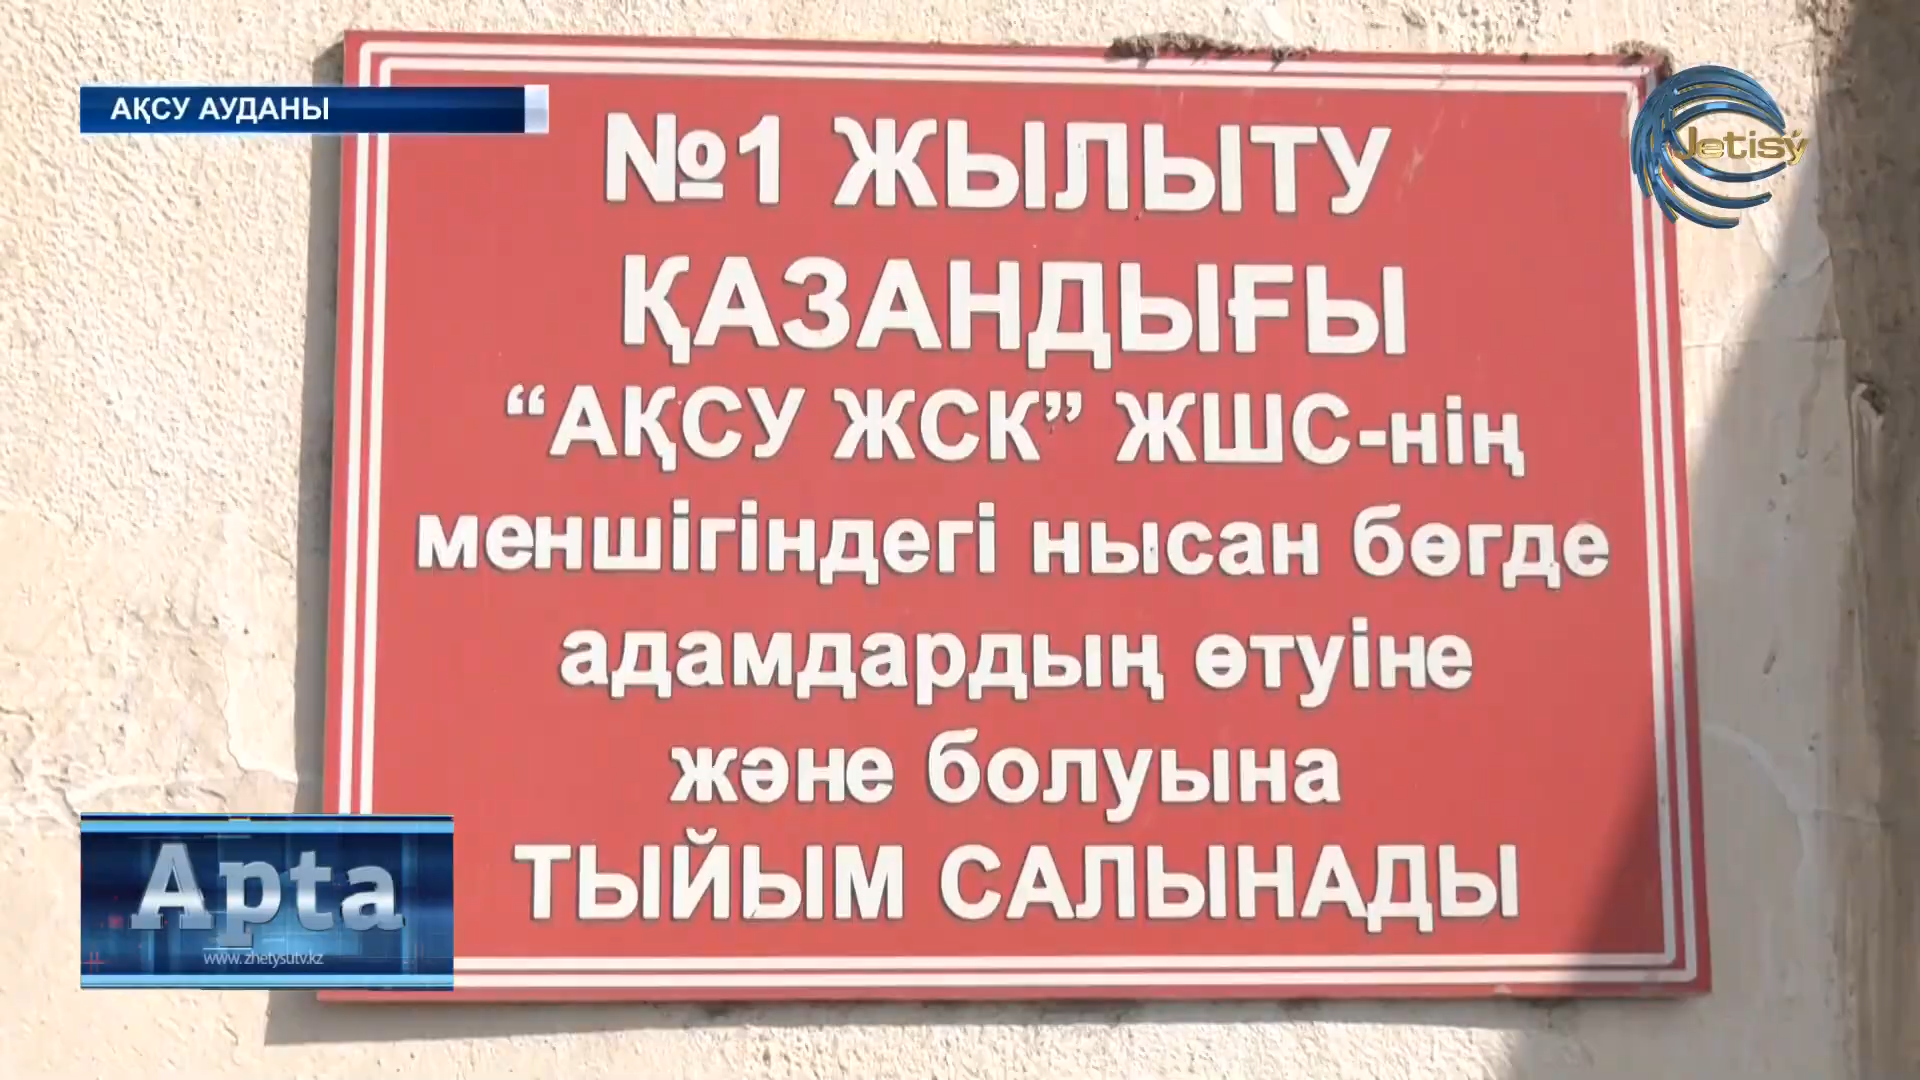 АҚСУ АУДАНЫ
Jetisý
№1 ЖЫЛЫТУ
ҚАЗАНДЫҒЫ
“АҚСУ ЖСК” ЖШС-нің
меншігіндегі нысан бөгде
адамдардың өтуіне
және болуына
ТЫЙЫМ САЛЫНАДЫ
Apta
www.zhetysutv.kz